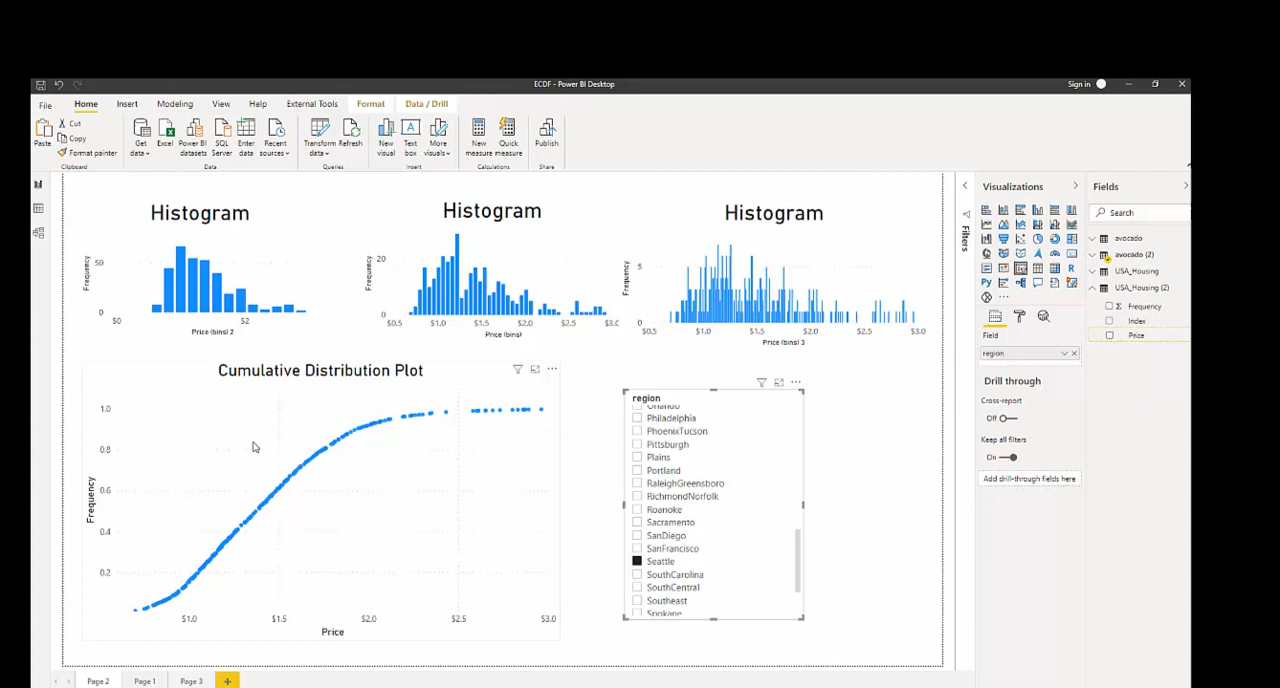 ECDF - Power BI Desktop
Sign in
File
Home
Insert
Modeling
View
Help
External Tools
Format
Data / Drill
Paste
Cut
Copy
Format painter
Clipboard
Get data
Excel
Power BI datasets
SQL Server
Enter data
Recent sources
Data
Transform data
Refresh
Queries
New visual
Text box
More visuals
Insert
New measure
Quick measure
Calculations
Publish
Share
Histogram
Frequency
50
0
$0
$2
Price (bins) 2
Histogram
Frequency
20
0
$0.5
$1.0
$1.5
$2.0
$2.5
$3.0
Price (bins)
Histogram
Frequency
5
0
$0.5
$1.0
$1.5
$2.0
$2.5
$3.0
Price (bins) 3
Cumulative Distribution Plot
Frequency
1.0
0.8
0.6
0.4
0.2
$1.0
$1.5
$2.0
$2.5
$3.0
Price
region
Orlando
Philadelphia
PhoenixTucson
Pittsburgh
Plains
Portland
RaleighGreensboro
RichmondNorfolk
Roanoke
Sacramento
SanDiego
SanFrancisco
Seattle
SouthCarolina
SouthCentral
Southeast
Spokane
Filters
Visualizations
R
Py
Field
region
Drill through
Cross-report
Off
Keep all filters
On
Add drill-through fields here
Fields
Search
avocado
avocado (2)
USA_Housing
USA_Housing (2)
Σ Frequency
Index
Price
Page 2
Page 1
Page 3
+